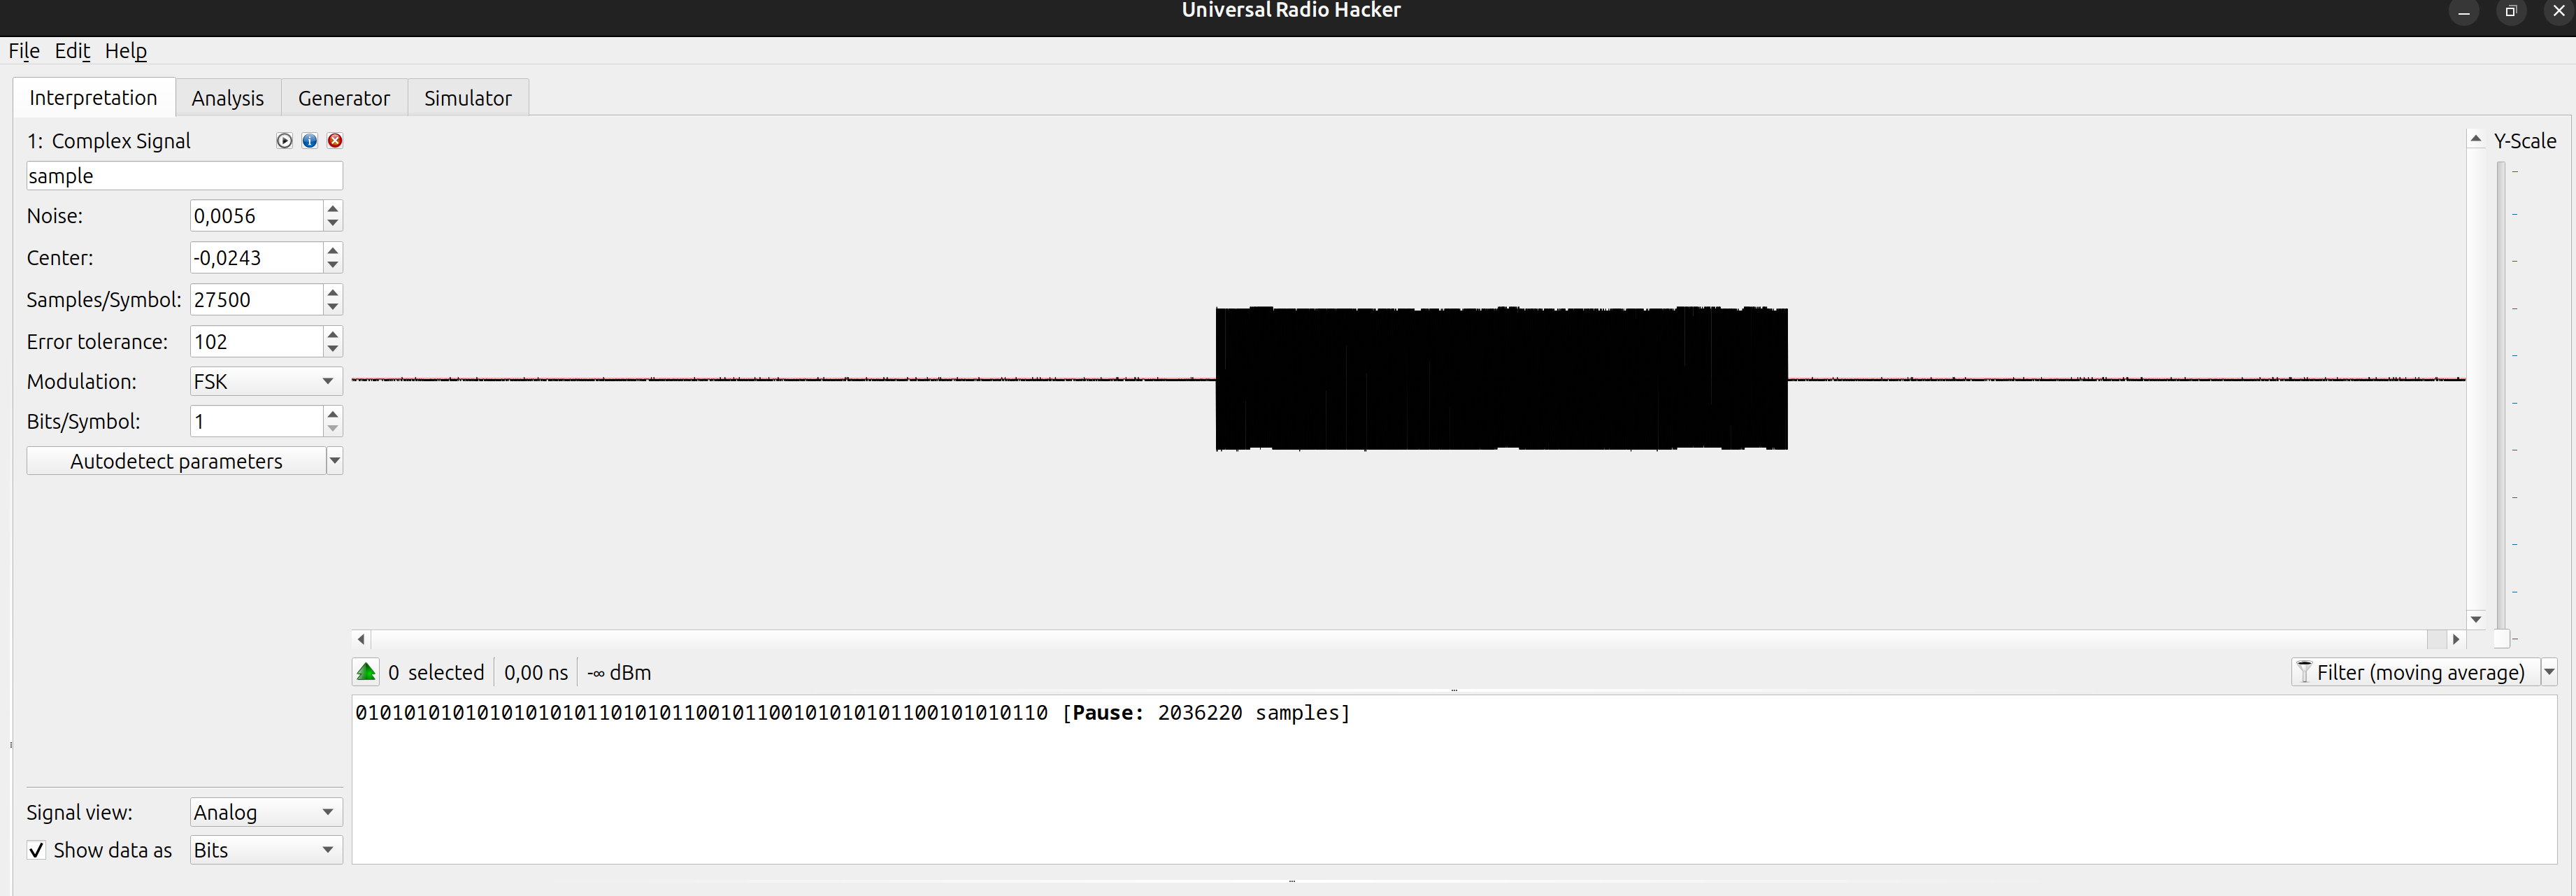 Universal Radio Hacker
File Edit Help
Interpretation Analysis Generator Simulator
1: Complex Signal
sample
Noise: 0,0056
Center: -0,0243
Samples/Symbol: 27500
Error tolerance: 102
Modulation: FSK
Bits/Symbol: 1
Autodetect parameters
Y-Scale
0 selected 0,00 ns -∞ dBm
Filter (moving average)
010101010101010101011010101100101100101010101100101010110 [Pause: 2036220 samples]
Signal view: Analog
Show data as Bits